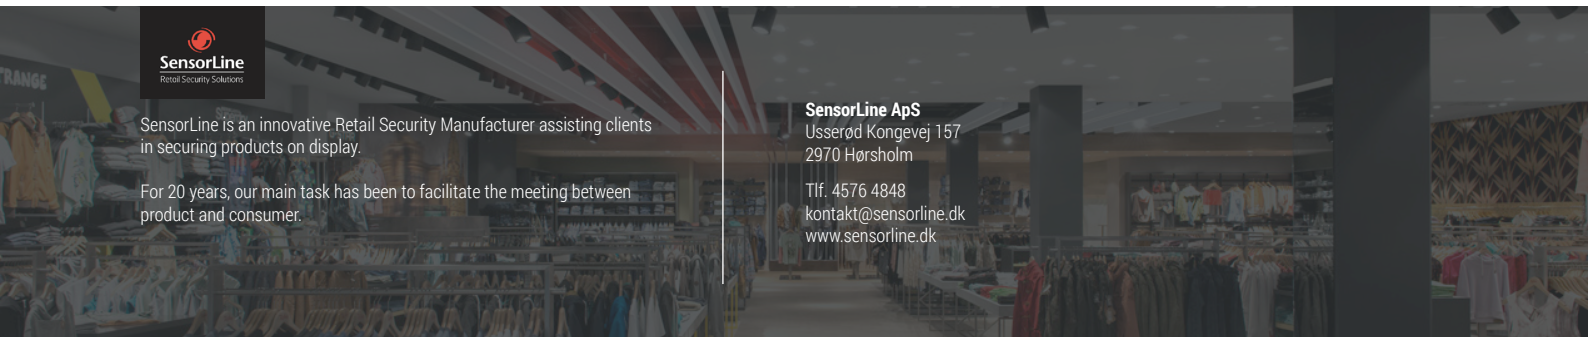 SensorLine
Retail Security Solutions
SensorLine is an innovative Retail Security Manufacturer assisting clients
in securing products on display.
For 20 years, our main task has been to facilitate the meeting between
product and consumer.
SensorLine ApS
Usserød Kongevej 157
2970 Hørsholm
Tlf. 4576 4848
kontakt@sensorline.dk
www.sensorline.dk